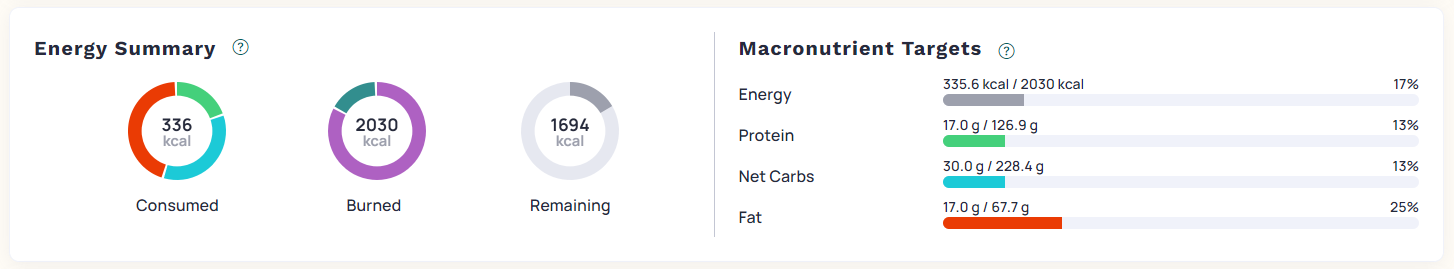 Energy Summary ?
336
kcal
Consumed
2030
kcal
Burned
1694
kcal
Remaining
Macronutrient Targets ?
Energy
335.6 kcal / 2030 kcal 17%
Protein
17.0 g / 126.9 g 13%
Net Carbs
30.0 g / 228.4 g 13%
Fat
17.0 g / 67.7 g 25%